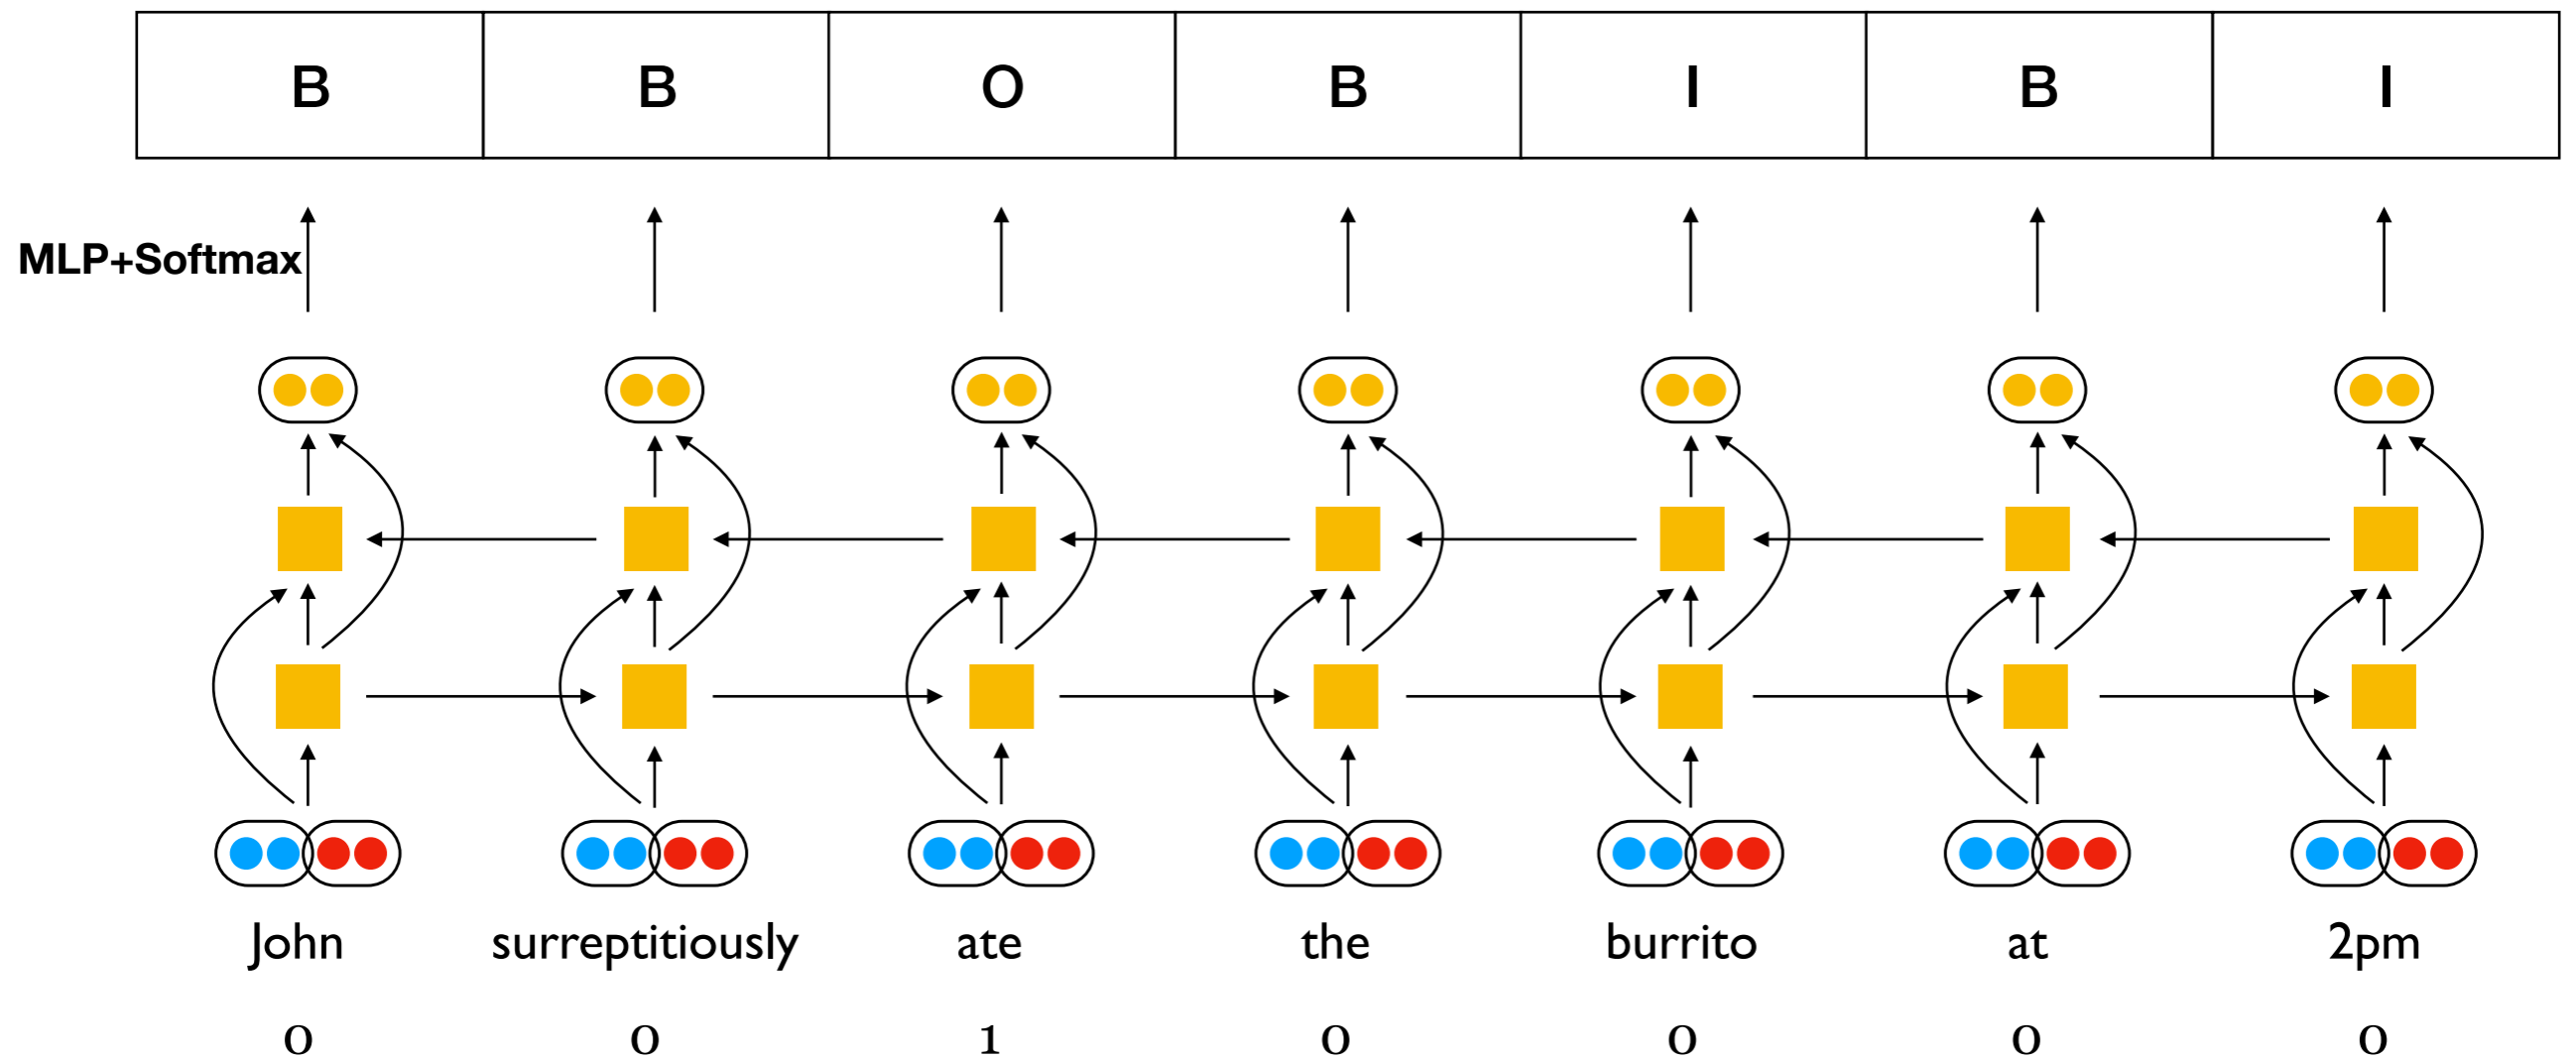 B B O B I B I
MLP+Softmax
John surreptitiously ate the burrito at 2pm
0 0 1 0 0 0 0